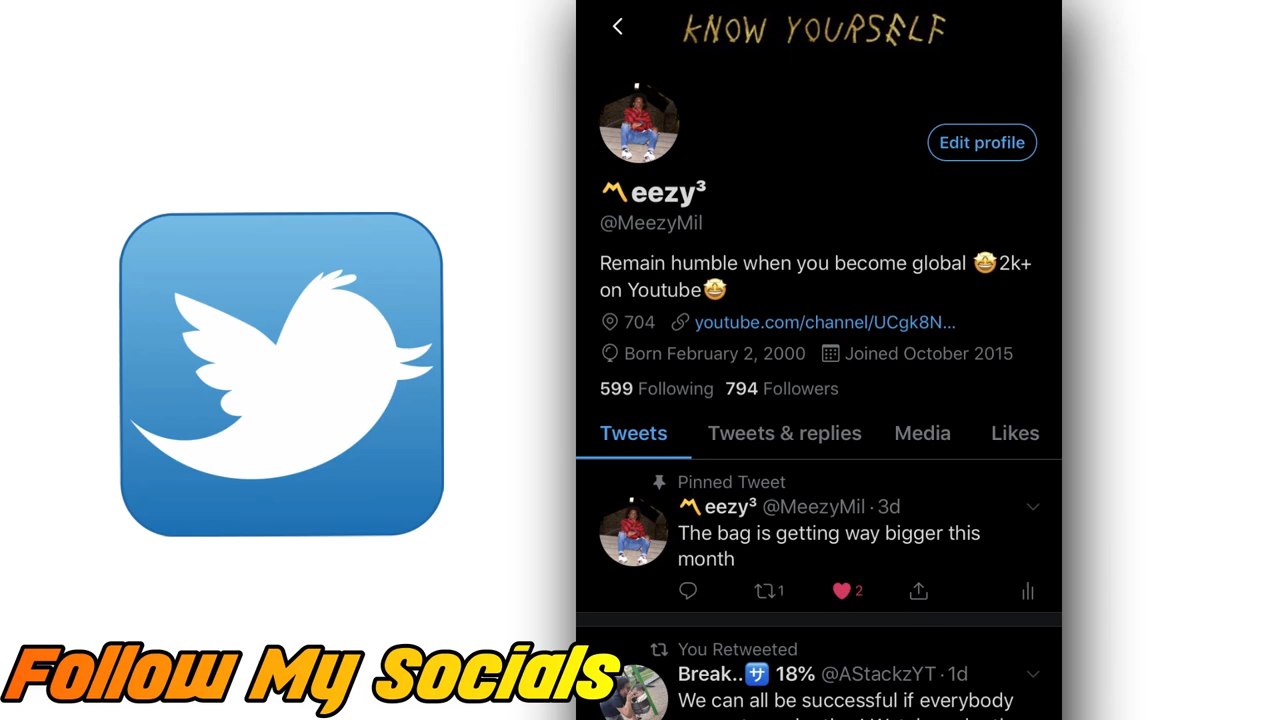 KNOW YOURSELF
Edit profile
〽️eezy³
@MeezyMil
Remain humble when you become global 🤩2k+
on Youtube🤩
704 youtube.com/channel/UCgk8N...
Born February 2, 2000 Joined October 2015
599 Following 794 Followers
Tweets Tweets & replies Media Likes
Pinned Tweet
〽️eezy³ @MeezyMil · 3d
The bag is getting way bigger this
month
1 2
You Retweeted
Break..🈂️ 18% @AStackzYT · 1d
We can all be successful if everybody
Follow My Socials